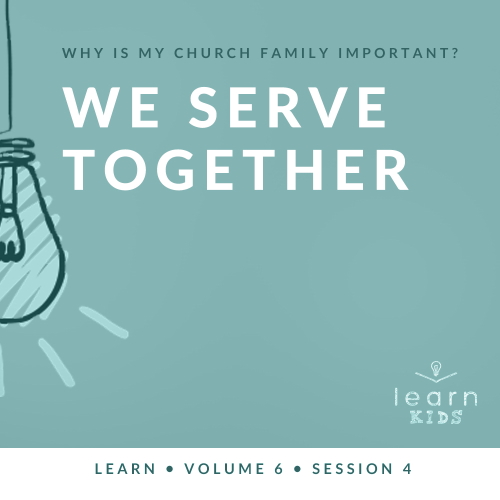 WHY IS MY CHURCH FAMILY IMPORTANT?
WE SERVE
TOGETHER
learn
KIDS
LEARN • VOLUME 6 • SESSION 4